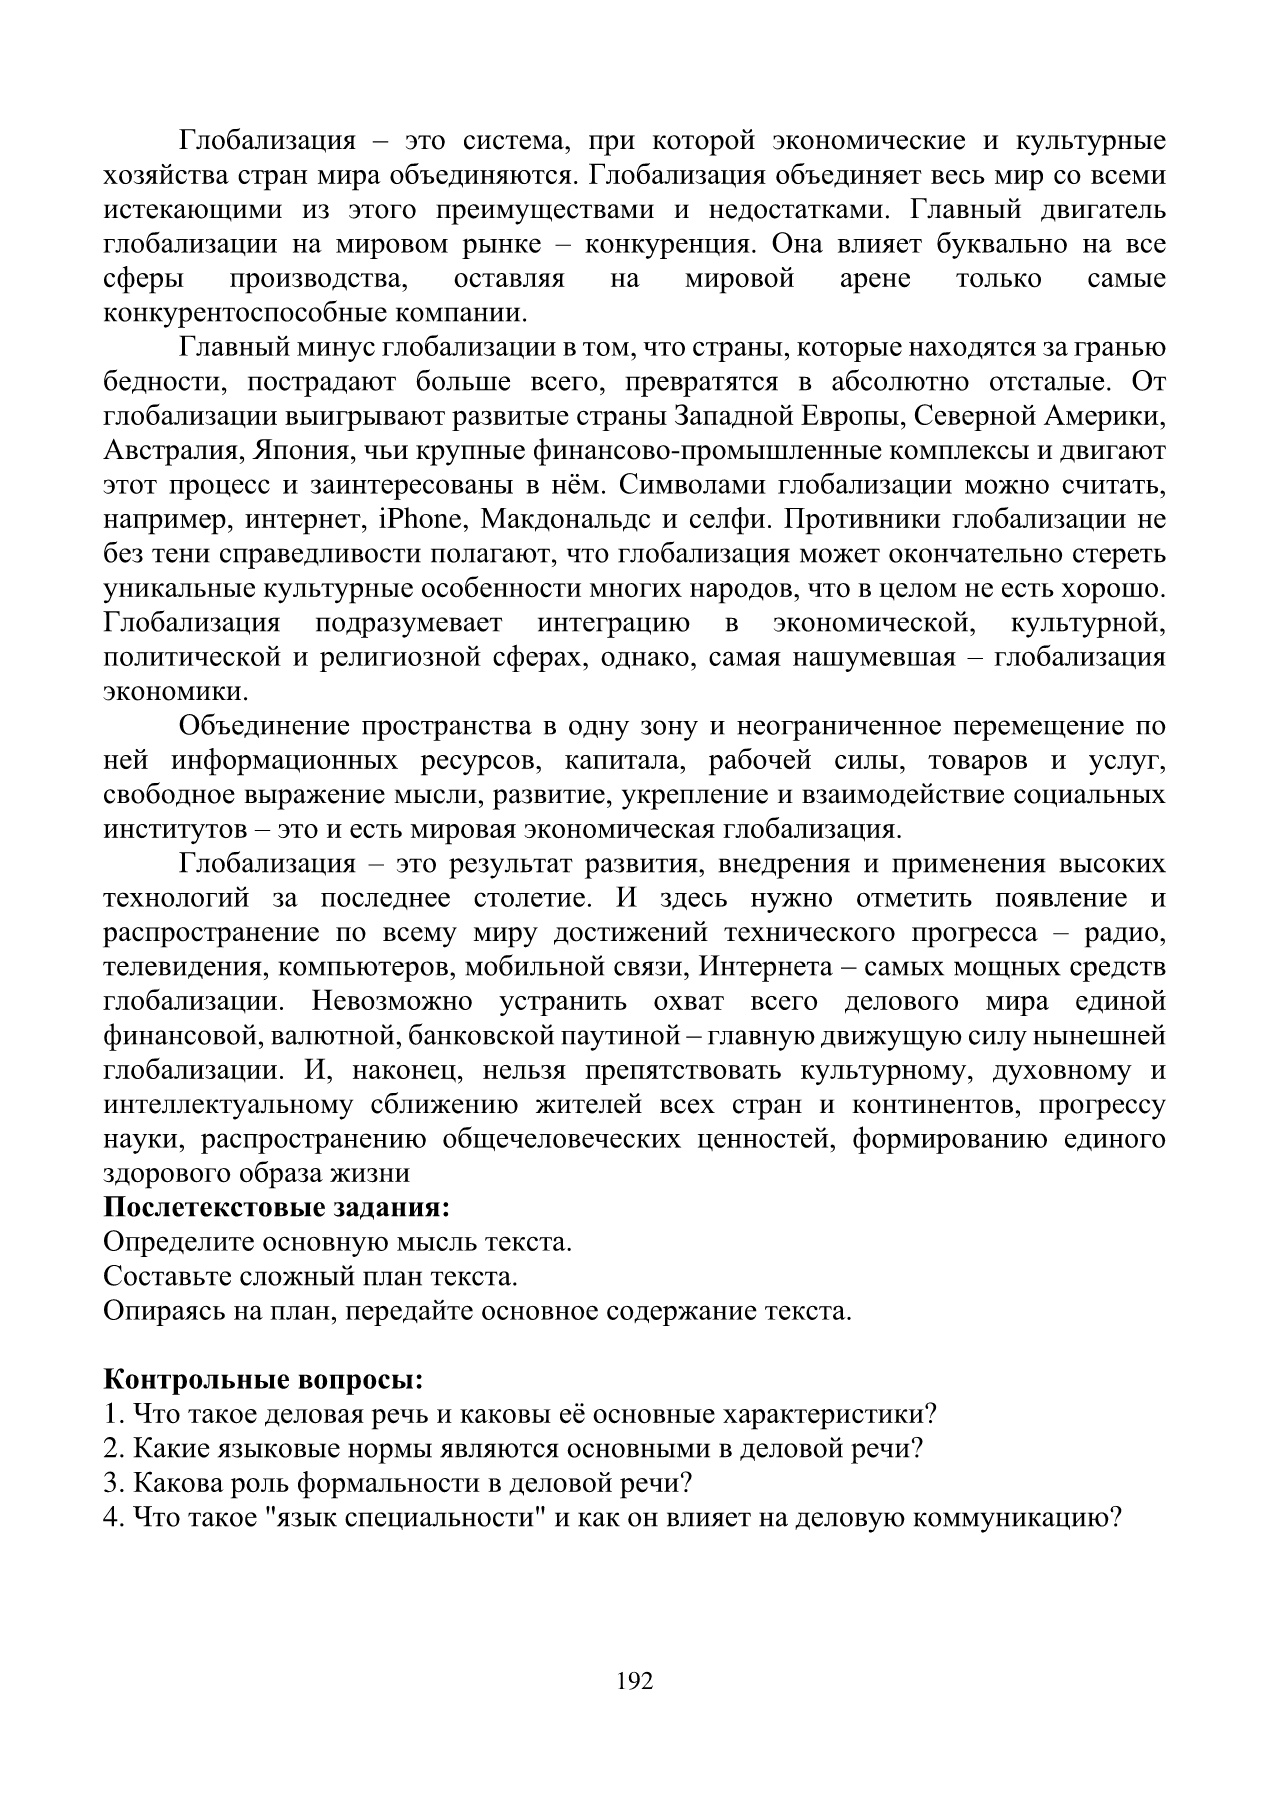 Глобализация – это система, при которой экономические и культурные
хозяйства стран мира объединяются. Глобализация объединяет весь мир со всеми
истекающими из этого преимуществами и недостатками. Главный двигатель
глобализации на мировом рынке – конкуренция. Она влияет буквально на все
сферы производства, оставляя на мировой арене только самые
конкурентоспособные компании.
Главный минус глобализации в том, что страны, которые находятся за гранью
бедности, пострадают больше всего, превратятся в абсолютно отсталые. От
глобализации выигрывают развитые страны Западной Европы, Северной Америки,
Австралия, Япония, чьи крупные финансово-промышленные комплексы и двигают
этот процесс и заинтересованы в нём. Символами глобализации можно считать,
например, интернет, iPhone, Макдональдс и селфи. Противники глобализации не
без тени справедливости полагают, что глобализация может окончательно стереть
уникальные культурные особенности многих народов, что в целом не есть хорошо.
Глобализация подразумевает интеграцию в экономической, культурной,
политической и религиозной сферах, однако, самая нашумевшая – глобализация
экономики.
Объединение пространства в одну зону и неограниченное перемещение по
ней информационных ресурсов, капитала, рабочей силы, товаров и услуг,
свободное выражение мысли, развитие, укрепление и взаимодействие социальных
институтов – это и есть мировая экономическая глобализация.
Глобализация – это результат развития, внедрения и применения высоких
технологий за последнее столетие. И здесь нужно отметить появление и
распространение по всему миру достижений технического прогресса – радио,
телевидения, компьютеров, мобильной связи, Интернета – самых мощных средств
глобализации. Невозможно устранить охват всего делового мира единой
финансовой, валютной, банковской паутиной – главную движущую силу нынешней
глобализации. И, наконец, нельзя препятствовать культурному, духовному и
интеллектуальному сближению жителей всех стран и континентов, прогрессу
науки, распространению общечеловеческих ценностей, формированию единого
здорового образа жизни
Послетекстовые задания:
Определите основную мысль текста.
Составьте сложный план текста.
Опираясь на план, передайте основное содержание текста.
Контрольные вопросы:
1. Что такое деловая речь и каковы её основные характеристики?
2. Какие языковые нормы являются основными в деловой речи?
3. Какова роль формальности в деловой речи?
4. Что такое "язык специальности" и как он влияет на деловую коммуникацию?
192